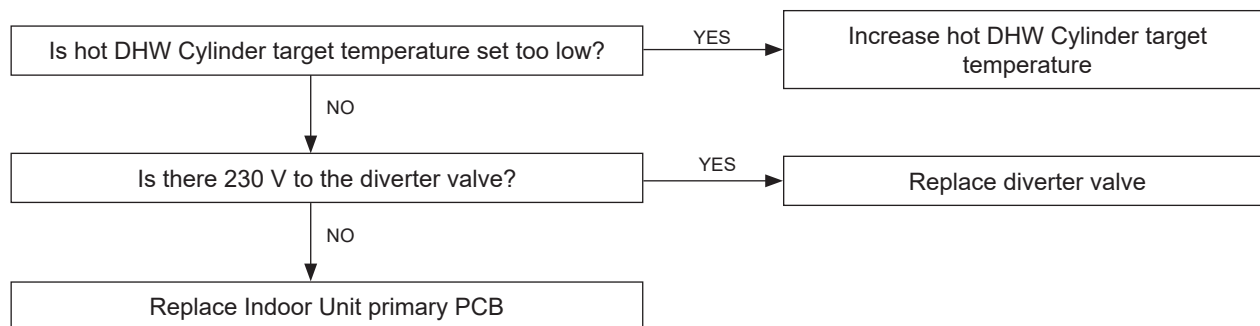 Is hot DHW Cylinder target temperature set too low?
YES
Increase hot DHW Cylinder target
temperature
NO
Is there 230 V to the diverter valve?
YES
Replace diverter valve
NO
Replace Indoor Unit primary PCB